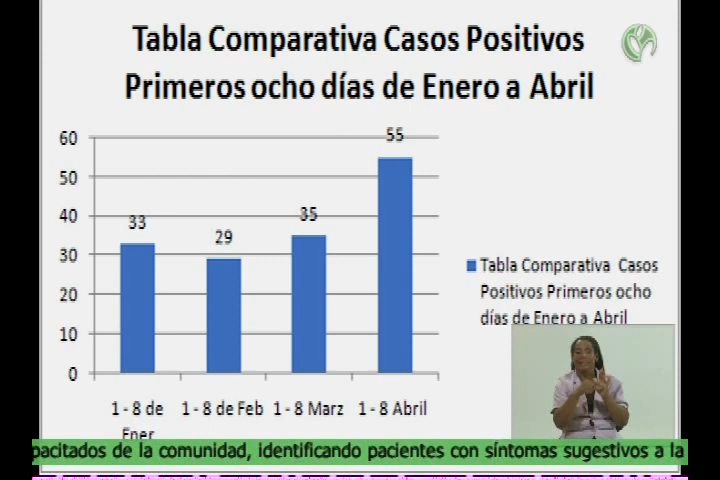 Tabla Comparativa Casos Positivos
Primeros ocho días de Enero a Abril
60
50
40
30
20
10
0
33
29
35
55
1 - 8 de
Ener
1 - 8 de Feb
1 - 8 Marz
1 - 8 Abril
Tabla Comparativa Casos
Positivos Primeros ocho
días de Enero a Abril
pacitados de la comunidad, identificando pacientes con síntomas sugestivos a la